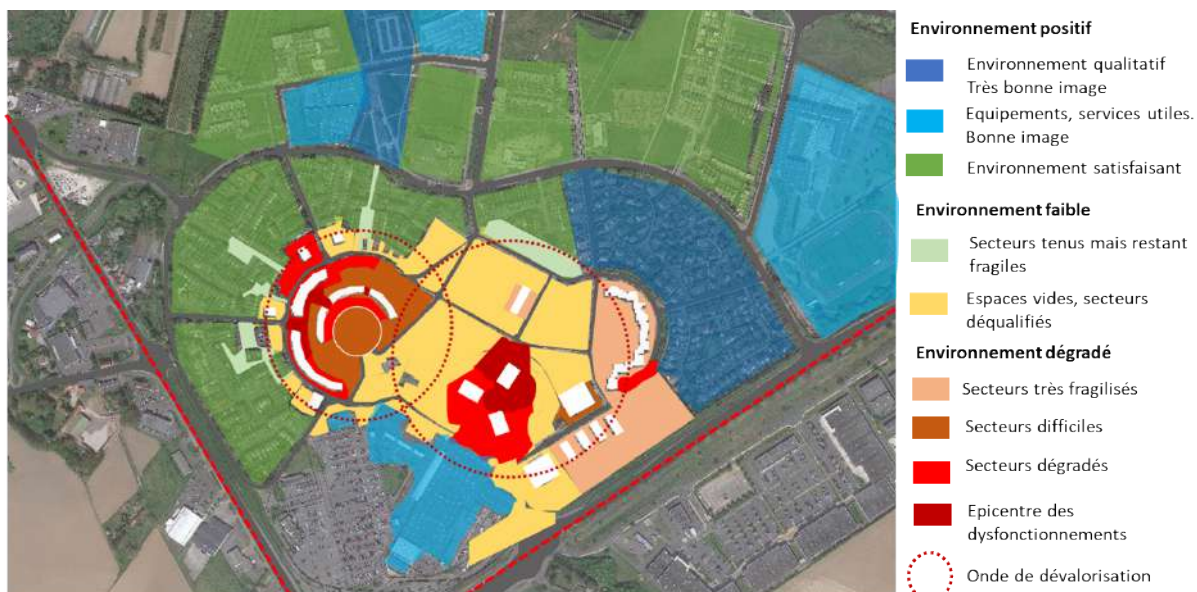 Environnement positif
Environnement qualitatif
Très bonne image
Equipements, services utiles.
Bonne image
Environnement satisfaisant
Environnement faible
Secteurs tenus mais restant
fragiles
Espaces vides, secteurs
déqualifiés
Environnement dégradé
Secteurs très fragilisés
Secteurs difficiles
Secteurs dégradés
Epicentre des
dysfonctionnements
Onde de dévalorisation